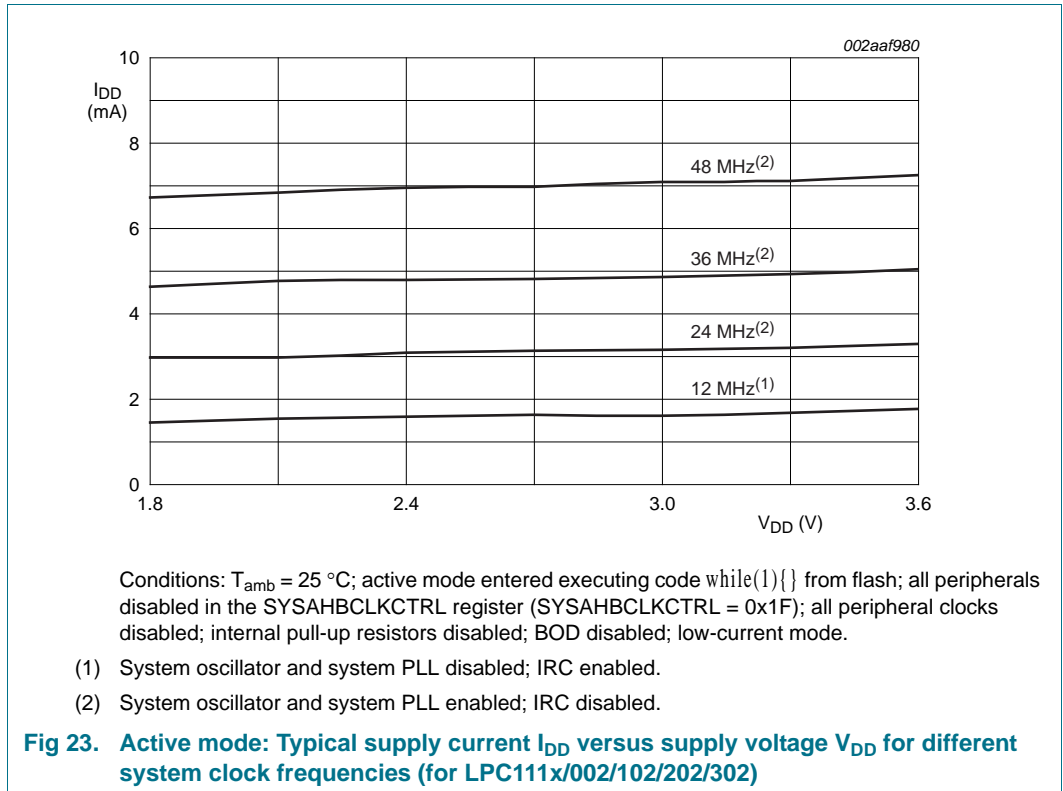 002aaf980
10
I_DD
(mA)
8
48 MHz(2)
6
36 MHz(2)
4
24 MHz(2)
12 MHz(1)
2
0
1.8
2.4
3.0
3.6
V_DD (V)
Conditions: T_amb = 25 °C; active mode entered executing code while(1){} from flash; all peripherals
disabled in the SYSAHBCLKCTRL register (SYSAHBCLKCTRL = 0x1F); all peripheral clocks
disabled; internal pull-up resistors disabled; BOD disabled; low-current mode.
(1) System oscillator and system PLL disabled; IRC enabled.
(2) System oscillator and system PLL enabled; IRC disabled.
Fig 23. Active mode: Typical supply current I_DD versus supply voltage V_DD for different
system clock frequencies (for LPC111x/002/102/202/302)